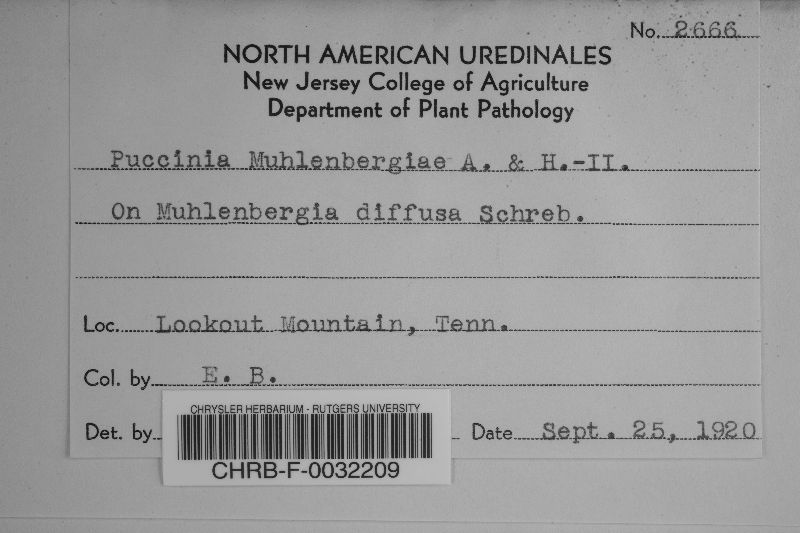 No. 2666
NORTH AMERICAN UREDINALES
New Jersey College of Agriculture
Department of Plant Pathology
Puccinia Muhlenbergiae A. & H.-II.
On Muhlenbergia diffusa Schreb.
Loc. Lookout Mountain, Tenn.
Col. by E. B.
Det. by
Date Sept. 25, 1920
CHRYSLER HERBARIUM - RUTGERS UNIVERSITY
CHRB-F-0032209